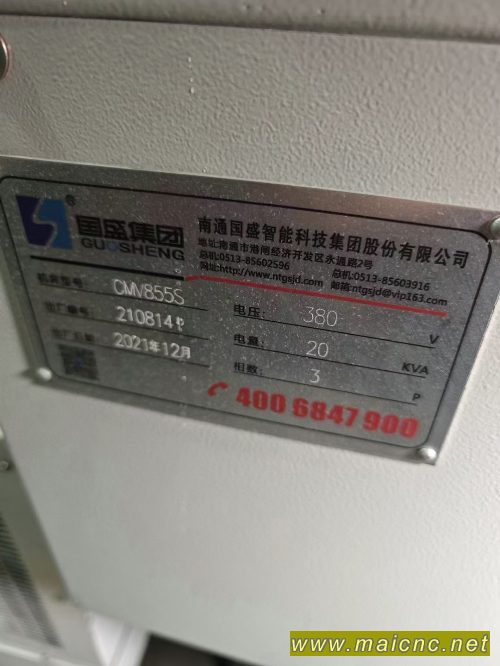 国盛集团
GUOSHENG
南通国盛智能科技集团股份有限公司
地址:南通市港闸经济开发区永通路2号
总机:0513-85602596 总机:0513-85603916
网址:http://www.ntgsjd.com 邮箱:ntgsjd@vip163.com
机床型号: CMV855S 电压: 380 V
出厂编号: 210814 电量: 20 KVA
出厂日期: 2021年12月 相数: 3 P
400 6847 900
www.maicnc.net